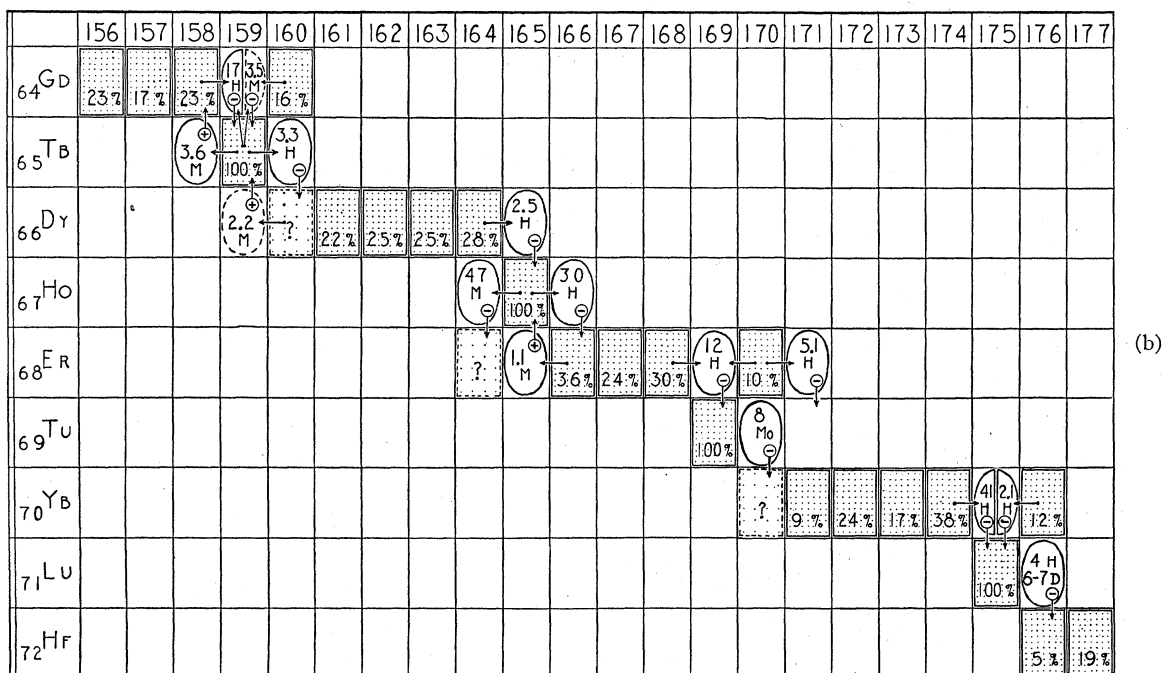 156 157 158 159 160 161 162 163 164 165 166 167 168 169 170 171 172 173 174 175 176 177
64GD 23% 17% 23% 17 H ⊖ 3.5 M ⊖ 16%
65TB 3.6 M ⊕ 100% 3.3 H ⊖
66DY 2.2 M ⊕ ? 22% 25% 25% 28% 2.5 H ⊖
67HO 47 M ⊖ 100% 30 H ⊖
(b)
68ER ? 1.1 M ⊕ 36% 24% 30% 12 H ⊖ 10% 5.1 H ⊖
69TU 100% 8 Mo ⊖
70YB ? 9% 24% 17% 38% 41 H ⊖ 2.1 H ⊖ 12%
71LU 100% 4 H 6-7D ⊖
72HF 5% 19%